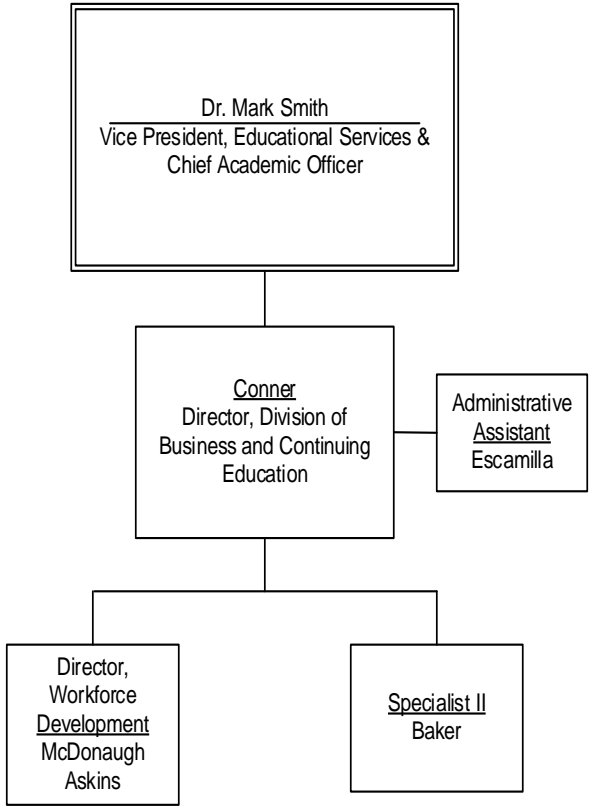 Dr. Mark Smith
Vice President, Educational Services &
Chief Academic Officer
Conner
Director, Division of
Business and Continuing
Education
Administrative
Assistant
Escamilla
Director,
Workforce
Development
McDonaugh
Askins
Specialist II
Baker